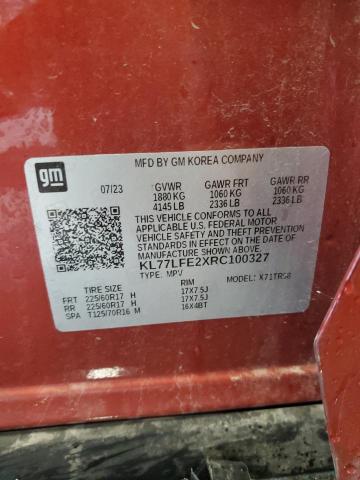 MFD BY GM KOREA COMPANY
gm
07/23 GVWR GAWR FRT GAWR RR
1880 KG 1060 KG 1060 KG
4145 LB 2336 LB 2336 LB
THIS VEHICLE CONFORMS TO ALL
APPLICABLE U.S. FEDERAL MOTOR
VEHICLE SAFETY AND THEFT PREVENTION
STANDARDS IN EFFECT ON THE DATE OF
MANUFACTURE SHOWN ABOVE.
KL77LFE2XRC100327
TYPE: MPV MODEL: X71TR58
TIRE SIZE RIM
FRT 225/60R17 H 17X7.5J
RR 225/60R17 H 17X7.5J
SPA T125/70R16 M 16X4BT